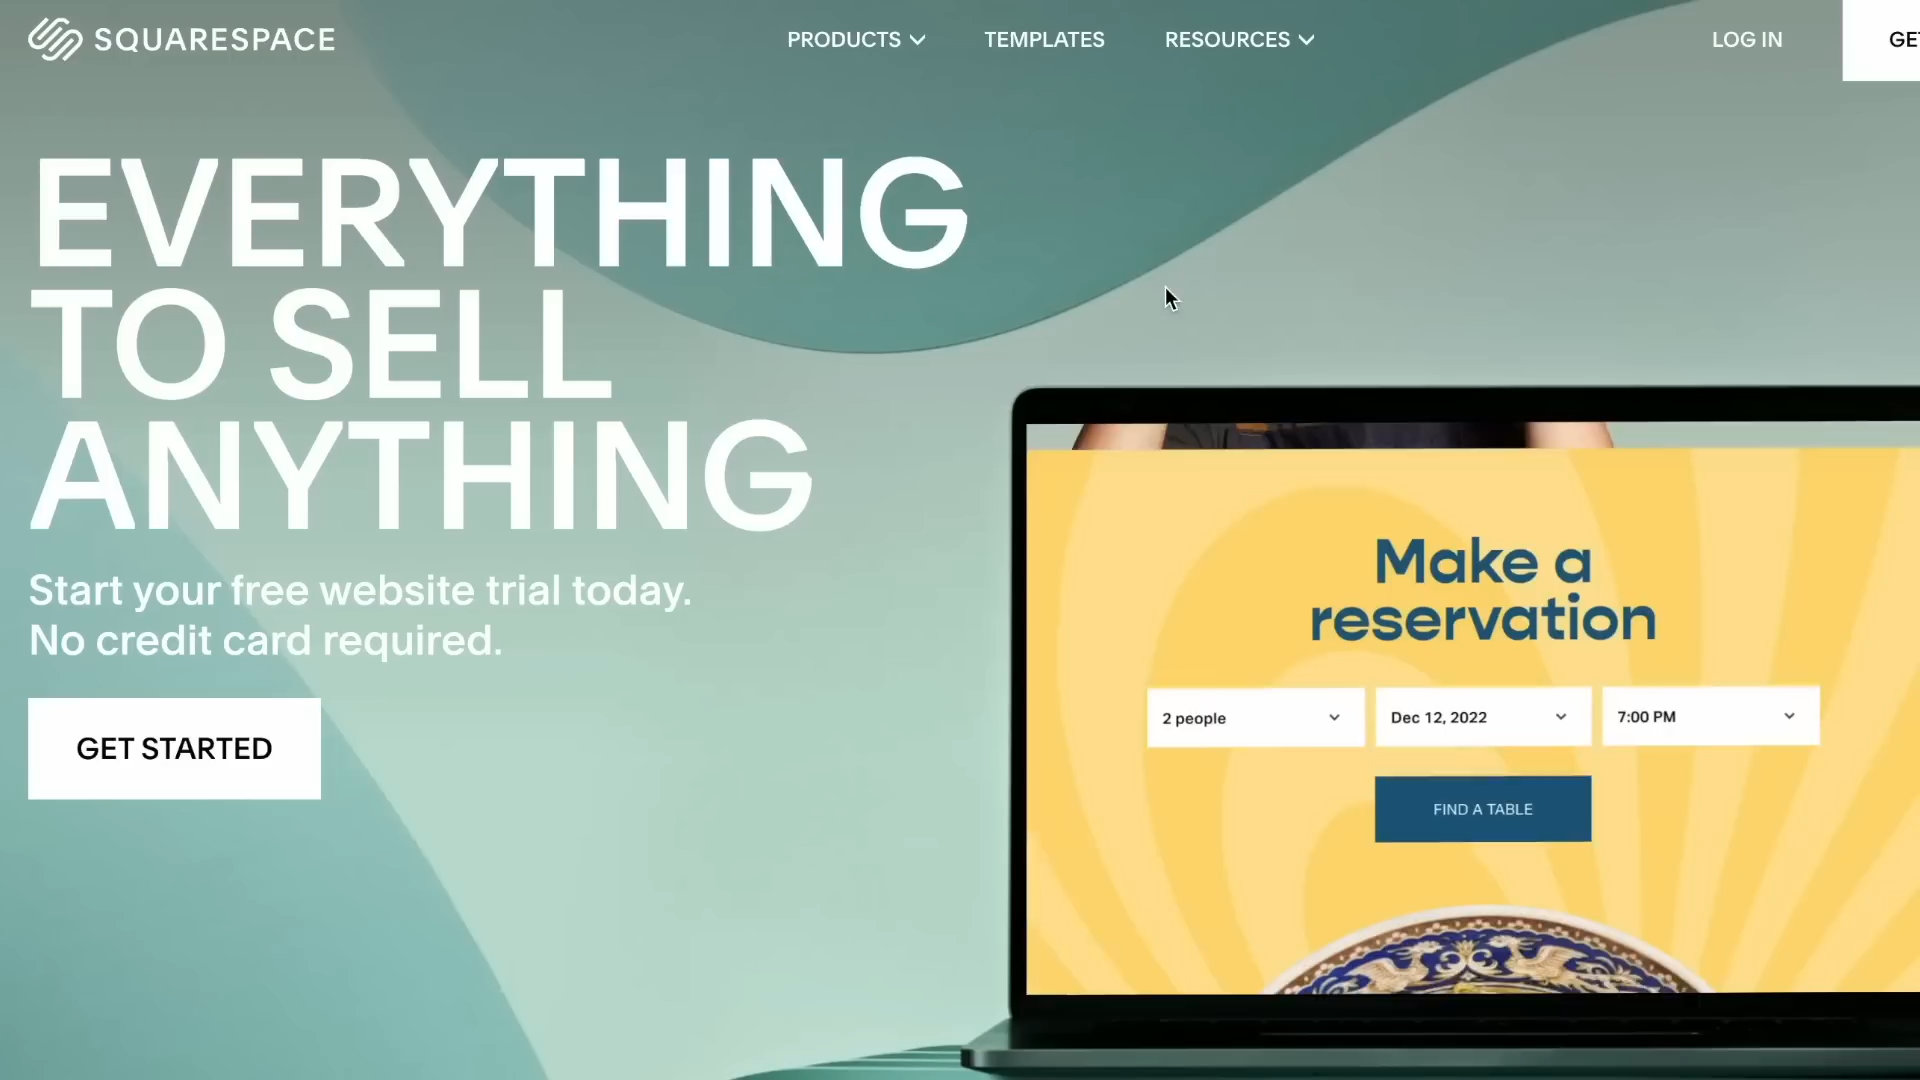 SQUARESPACE
PRODUCTS
TEMPLATES
RESOURCES
LOG IN
EVERYTHING
TO SELL
ANYTHING
Start your free website trial today.
No credit card required.
GET STARTED
Make a
reservation
2 people
Dec 12, 2022
7:00 PM
FIND A TABLE